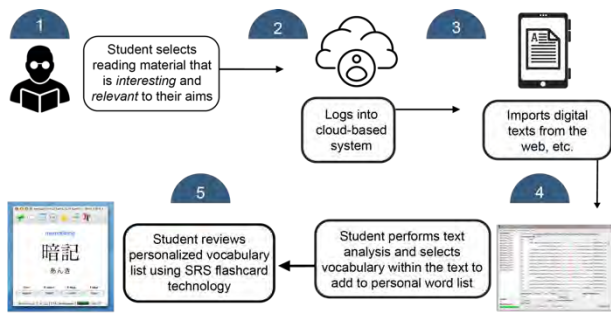 1
Student selects
reading material that
is interesting and
relevant to their aims
2
Logs into
cloud-based
system
3
A
Imports digital
texts from the
web, etc.
4
Student performs text
analysis and selects
vocabulary within the text to
add to personal word list
5
Student reviews
personalized vocabulary
list using SRS flashcard
technology
memorizing
暗記
あんき